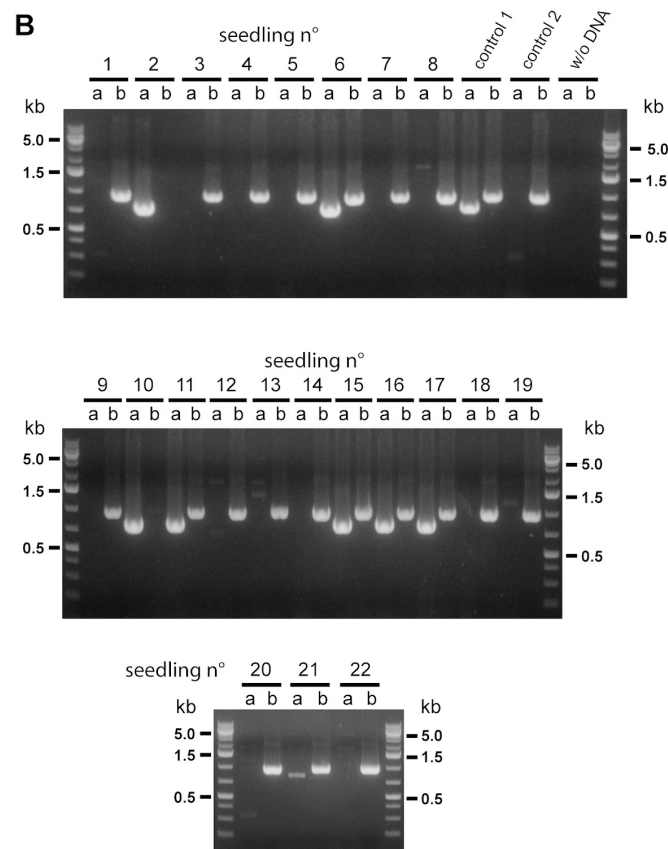 B
seedling n°
1 2 3 4 5 6 7 8 control 1 control 2 w/o DNA
kb a b a b a b a b a b a b a b a b a b a b a b kb
5.0 5.0
1.5 1.5
0.5 0.5
seedling n°
9 10 11 12 13 14 15 16 17 18 19
kb a b a b a b a b a b a b a b a b a b a b a b kb
5.0 5.0
1.5 1.5
0.5 0.5
seedling n° 20 21 22
kb a b a b a b kb
5.0 5.0
1.5 1.5
0.5 0.5